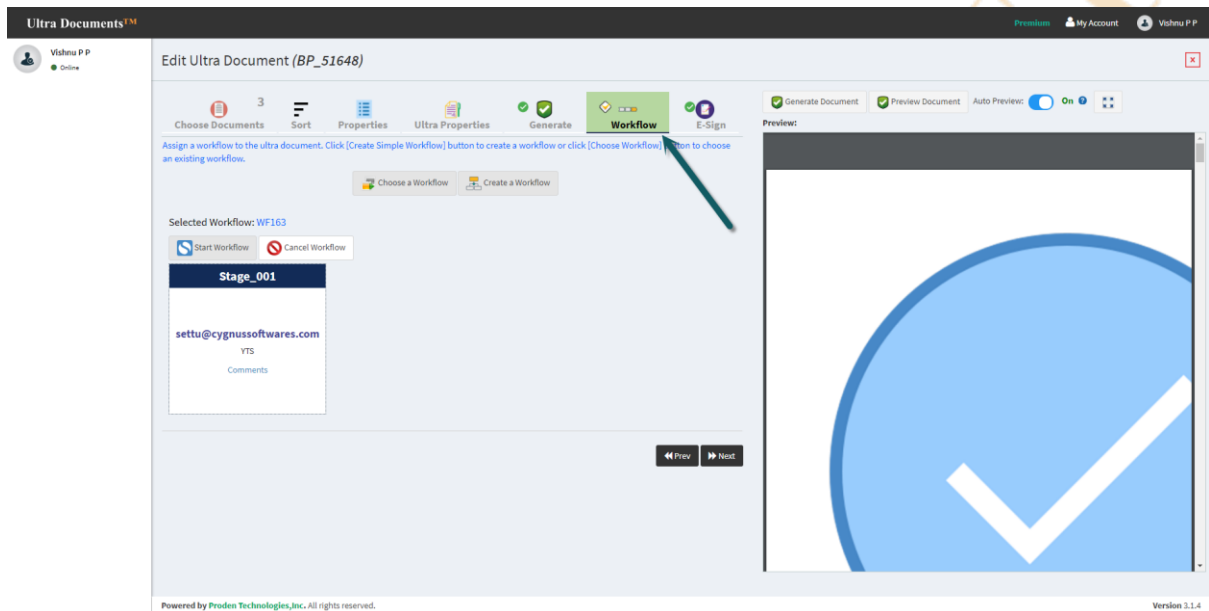 Ultra Documents™
Premium My Account Vishnu P P
Vishnu P P
Online
Edit Ultra Document (BP_51648)
x
3
Choose Documents Sort Properties Ultra Properties Generate Workflow E-Sign
Assign a workflow to the ultra document. Click [Create Simple Workflow] button to create a workflow or click [Choose Workflow] button to choose
an existing workflow.
Choose a Workflow Create a Workflow
Selected Workflow: WF163
Start Workflow Cancel Workflow
Stage_001
settu@cygnussoftwares.com
YTS
Comments
Prev Next
Generate Document Preview Document Auto Preview: On ?
Preview:
Powered by Proden Technologies,Inc. All rights reserved.
Version 3.1.4